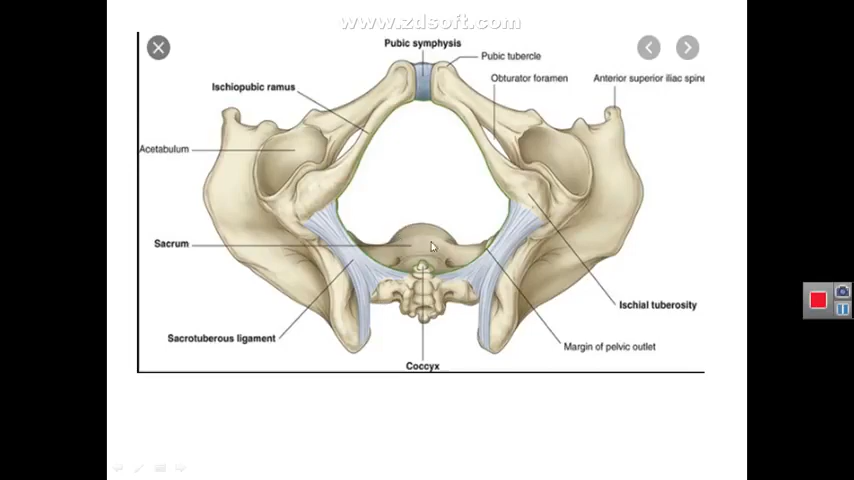 www.zdsoft.com
Pubic symphysis
Pubic tubercle
Obturator foramen
Anterior superior iliac spine
Ischiopubic ramus
Acetabulum
Sacrum
Ischial tuberosity
Sacrotuberous ligament
Margin of pelvic outlet
Coccyx